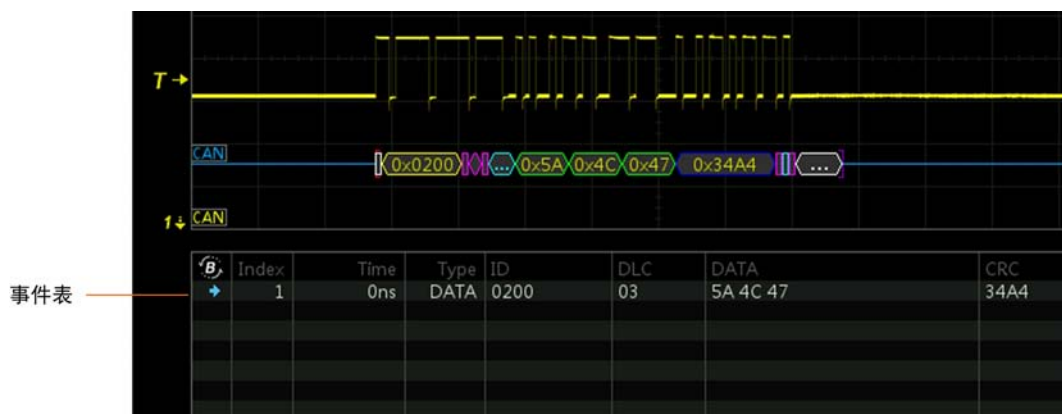 T
CAN
0x0200 ... 0x5A 0x4C 0x47 0x34A4 ...
1 CAN
B Index Time Type ID DLC DATA CRC
1 0ns DATA 0200 03 5A 4C 47 34A4
事件表